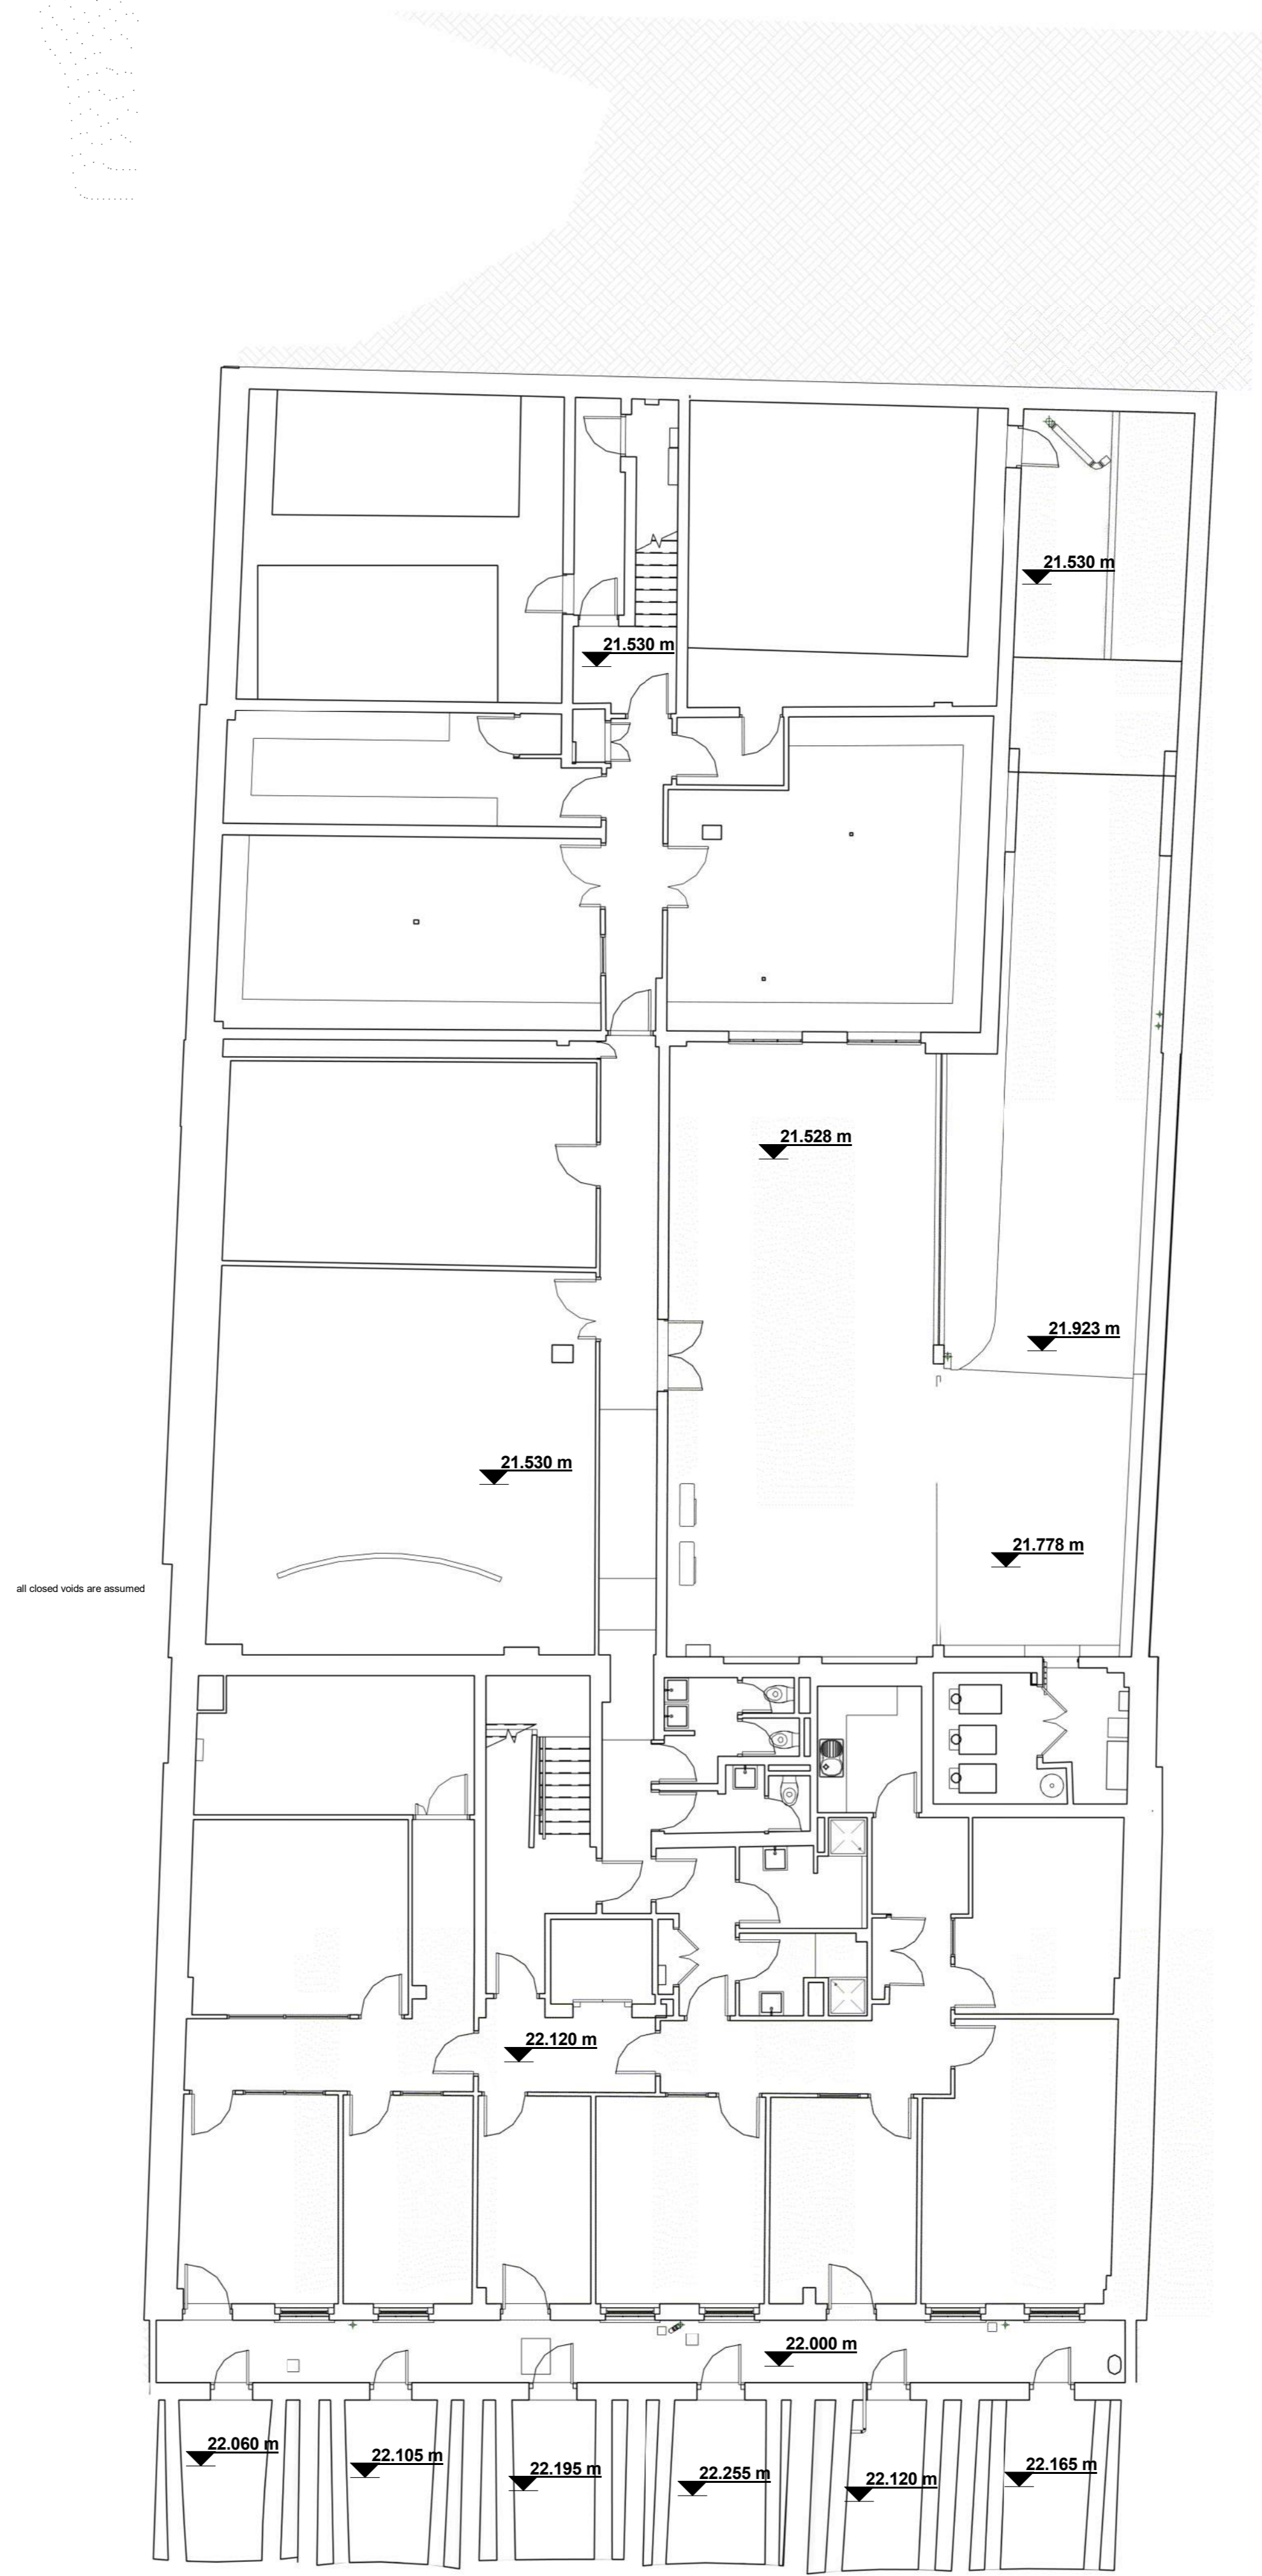 21.530 m
21.530 m
21.528 m
21.923 m
21.530 m
21.778 m
all closed voids are assumed
22.120 m
22.000 m
22.060 m
22.105 m
22.195 m
22.255 m
22.120 m
22.165 m